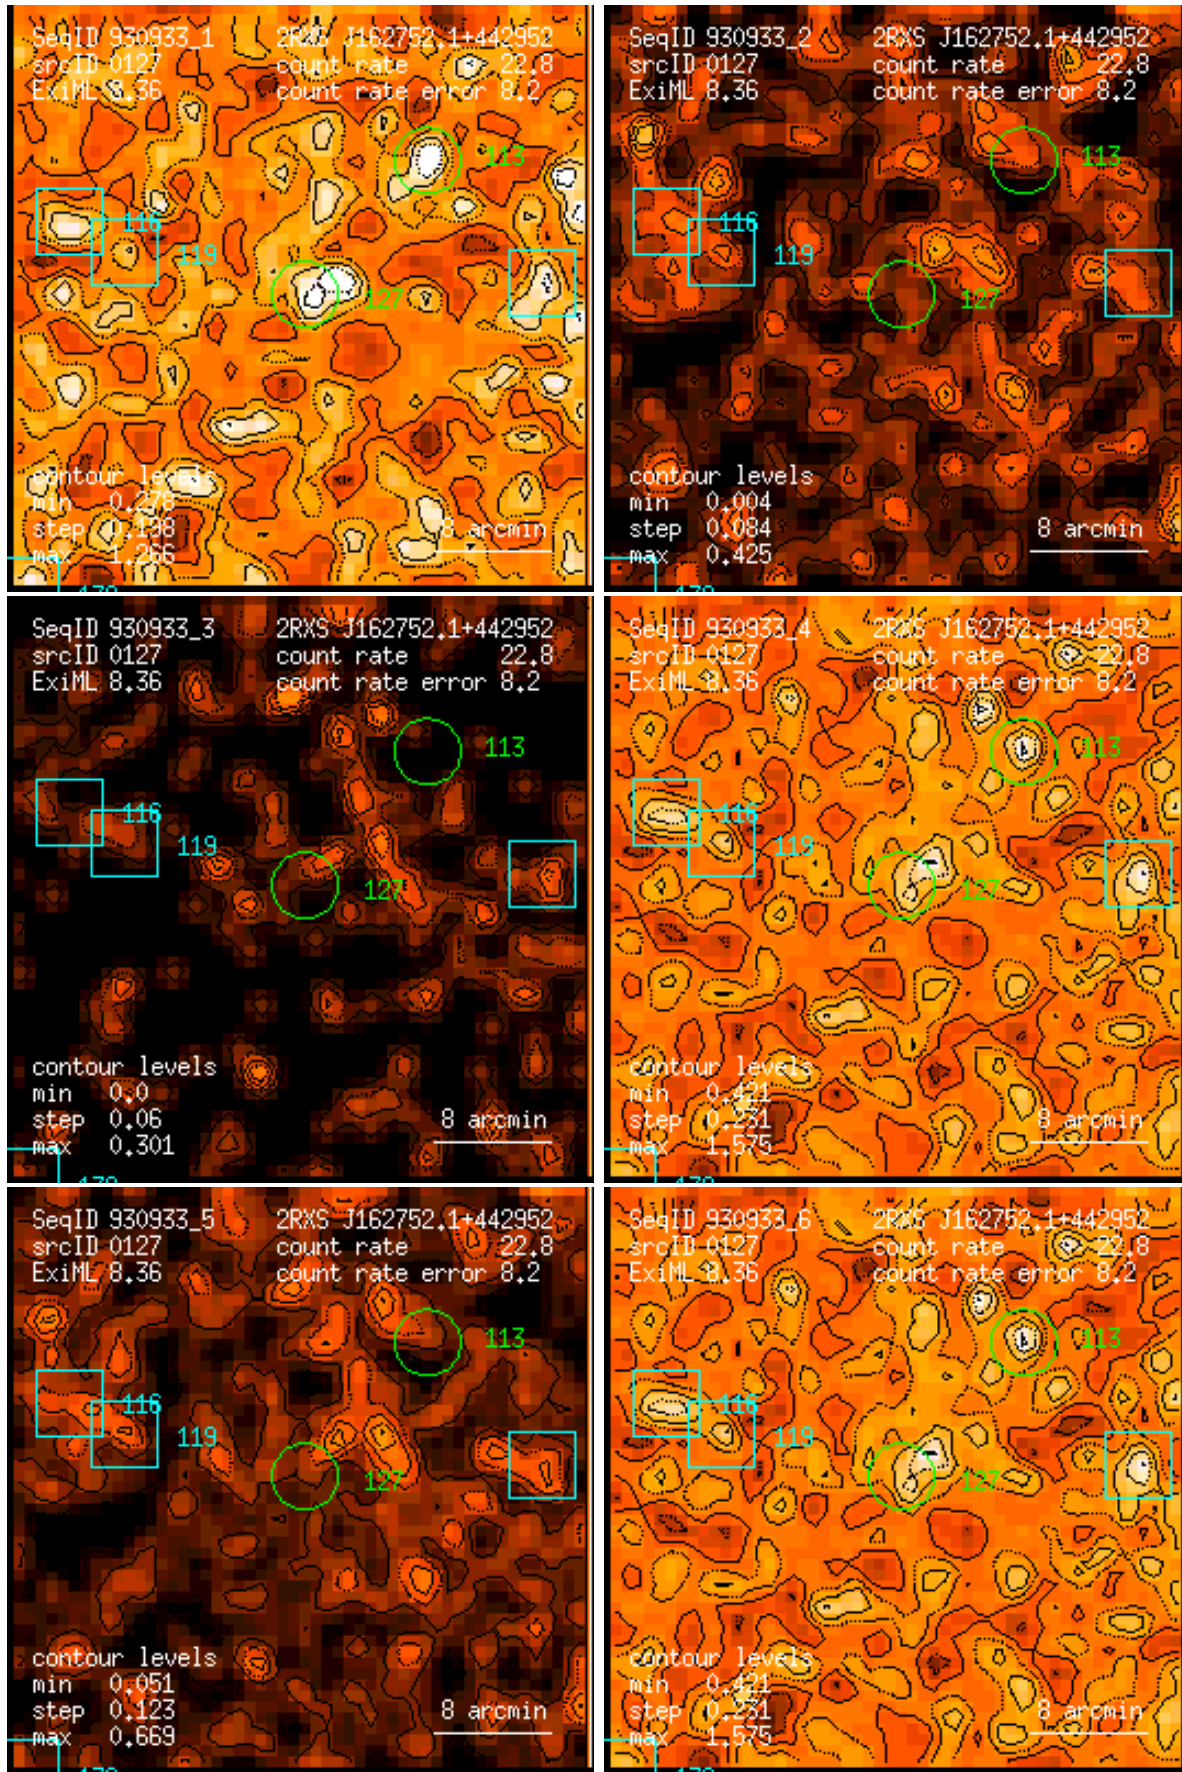 SeqID 930933_1 2RXS J162752.1+442952
srcID 0127 count rate 22.8
ExiML 8.36 count rate error 8.2
113
116
119
127
contour levels
min 0.278
step 0.198
max 1.266
8 arcmin
SeqID 930933_2 2RXS J162752.1+442952
srcID 0127 count rate 22.8
ExiML 8.36 count rate error 8.2
113
116
119
127
contour levels
min 0.004
step 0.084
max 0.425
8 arcmin
SeqID 930933_3 2RXS J162752.1+442952
srcID 0127 count rate 22.8
ExiML 8.36 count rate error 8.2
113
116
119
127
contour levels
min 0.0
step 0.06
max 0.301
8 arcmin
SeqID 930933_4 2RXS J162752.1+442952
srcID 0127 count rate 22.8
ExiML 8.36 count rate error 8.2
113
116
119
127
contour levels
min 0.421
step 0.231
max 1.575
8 arcmin
SeqID 930933_5 2RXS J162752.1+442952
srcID 0127 count rate 22.8
ExiML 8.36 count rate error 8.2
113
116
119
127
contour levels
min 0.051
step 0.123
max 0.669
8 arcmin
SeqID 930933_6 2RXS J162752.1+442952
srcID 0127 count rate 22.8
ExiML 8.36 count rate error 8.2
113
116
119
127
contour levels
min 0.421
step 0.231
max 1.575
8 arcmin